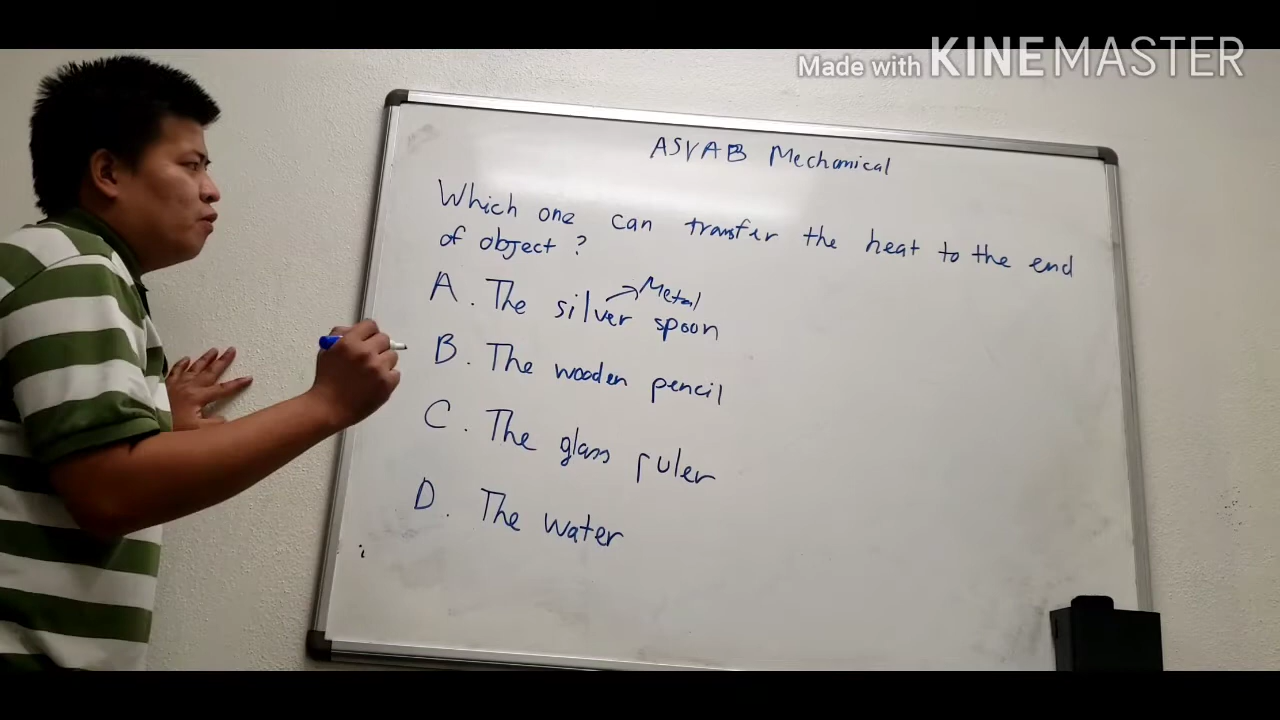 Made with KINEMASTER
ASVAB Mechanical
Which one can transfer the heat to the end
of object ?
Metal
A. The silver spoon
B. The wooden pencil
C. The glass ruler
D. The water